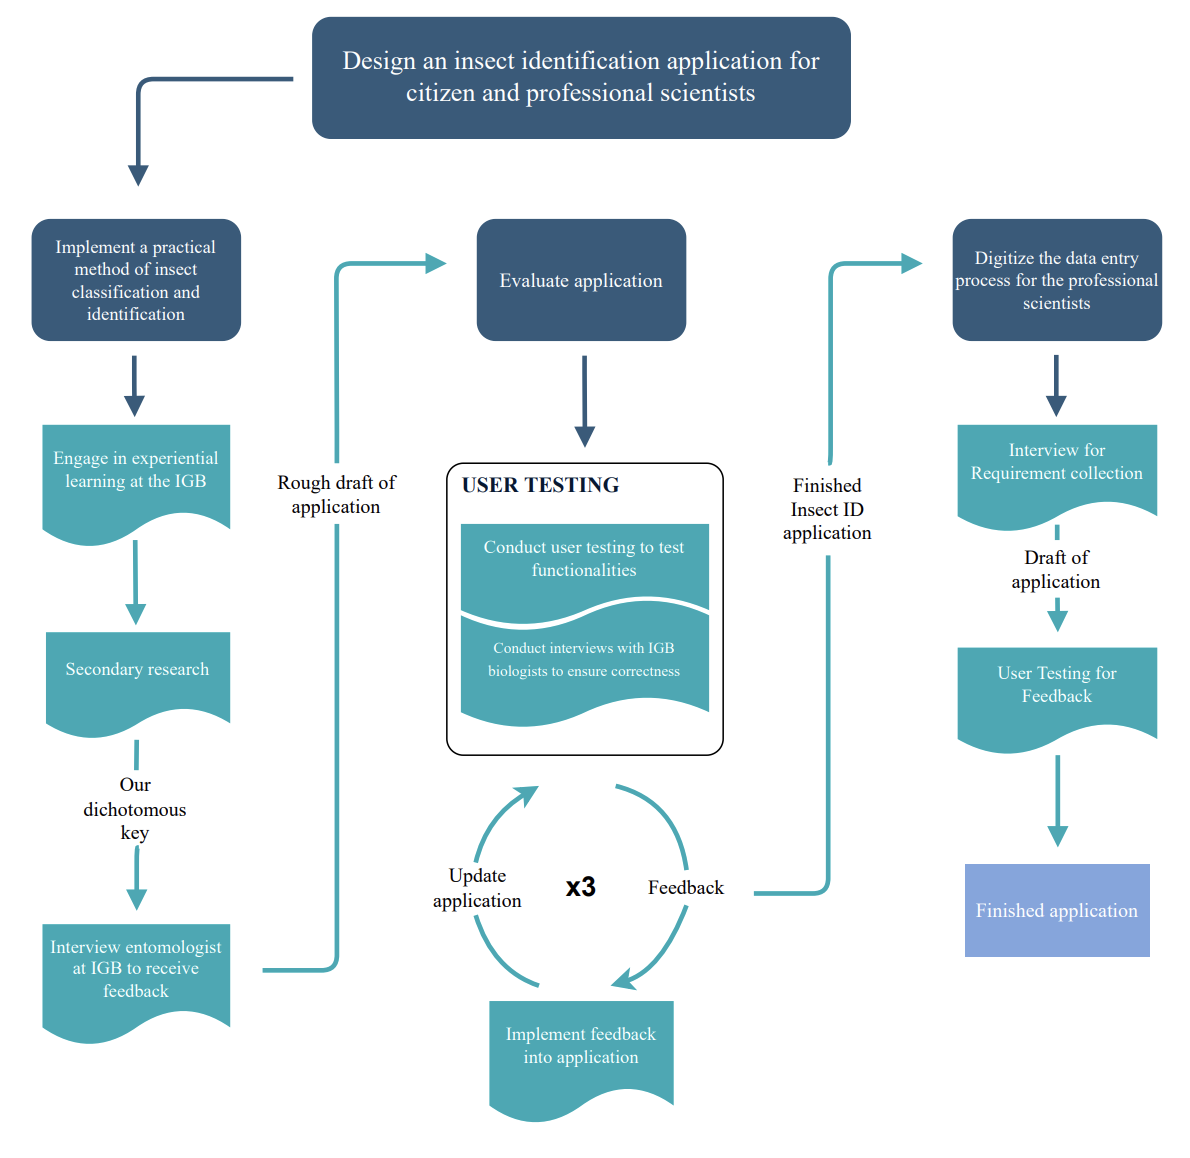 Design an insect identification application for
citizen and professional scientists
Implement a practical
method of insect
classification and
identification
Engage in experiential
learning at the IGB
Secondary research
Our
dichotomous
key
Interview entomologist
at IGB to receive
feedback
Rough draft of
application
Evaluate application
USER TESTING
Conduct user testing to test
functionalities
Conduct interviews with IGB
biologists to ensure correctness
Update
application
x3
Feedback
Implement feedback
into application
Finished
Insect ID
application
Digitize the data entry
process for the professional
scientists
Interview for
Requirement collection
Draft of
application
User Testing for
Feedback
Finished application